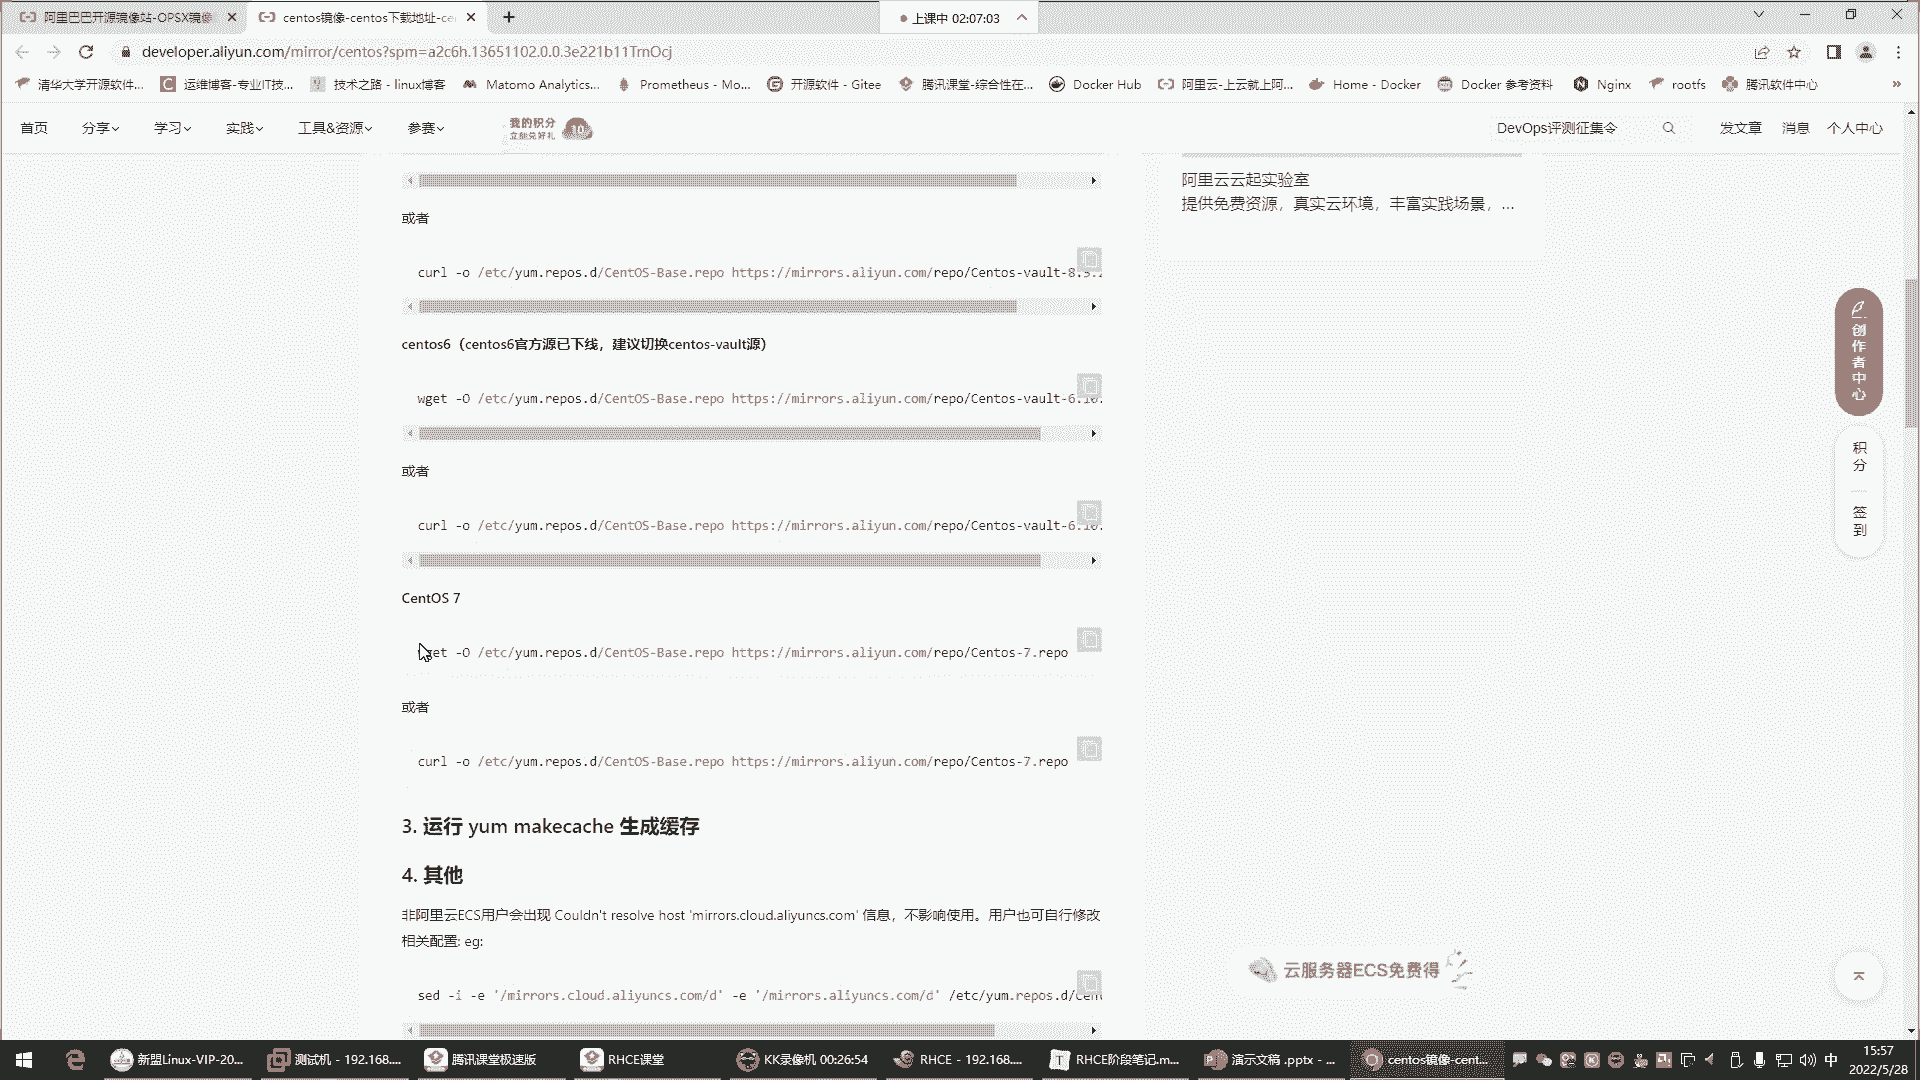 阿里巴巴开源镜像站-OPSX镜像
centos镜像-centos下载地址-ce
上课中 02:07:03
developer.aliyun.com/mirror/centos?spm=a2c6h.13651102.0.0.3e221b11TrnOcj
清华大学开源软件...
运维博客-专业IT技...
技术之路 - linux博客
Matomo Analytics...
Prometheus - Mo...
开源软件 - Gitee
腾讯课堂-综合性在...
Docker Hub
阿里云-上云就上阿...
Home - Docker
Docker 参考资料
Nginx
rootfs
腾讯软件中心
首页
分享
学习
实践
工具&资源
参赛
我的积分
立能兑好礼
10
DevOps评测征集令
发文章
消息
个人中心
阿里云云起实验室
提供免费资源，真实云环境，丰富实践场景，...
或者
curl -o /etc/yum.repos.d/CentOS-Base.repo https://mirrors.aliyun.com/repo/Centos-vault-8.5.2
centos6（centos6官方源已下线，建议切换centos-vault源）
wget -O /etc/yum.repos.d/CentOS-Base.repo https://mirrors.aliyun.com/repo/Centos-vault-6.10.
或者
curl -o /etc/yum.repos.d/CentOS-Base.repo https://mirrors.aliyun.com/repo/Centos-vault-6.10.
CentOS 7
wget -O /etc/yum.repos.d/CentOS-Base.repo https://mirrors.aliyun.com/repo/Centos-7.repo
或者
curl -o /etc/yum.repos.d/CentOS-Base.repo https://mirrors.aliyun.com/repo/Centos-7.repo
3. 运行 yum makecache 生成缓存
4. 其他
非阿里云ECS用户会出现 Couldn't resolve host 'mirrors.cloud.aliyuncs.com' 信息，不影响使用。用户也可自行修改
相关配置: eg:
sed -i -e '/mirrors.cloud.aliyuncs.com/d' -e '/mirrors.aliyuncs.com/d' /etc/yum.repos.d/Cent
创作者中心
积分
签到
云服务器ECS免费得
新盟Linux-VIP-20...
测试机 - 192.168....
腾讯课堂极速版
RHCE课堂
KK录像机 00:26:54
RHCE - 192.168....
RHCE阶段笔记.m...
演示文稿 .pptx - ...
centos镜像-cent...
中
15:57
2022/5/28